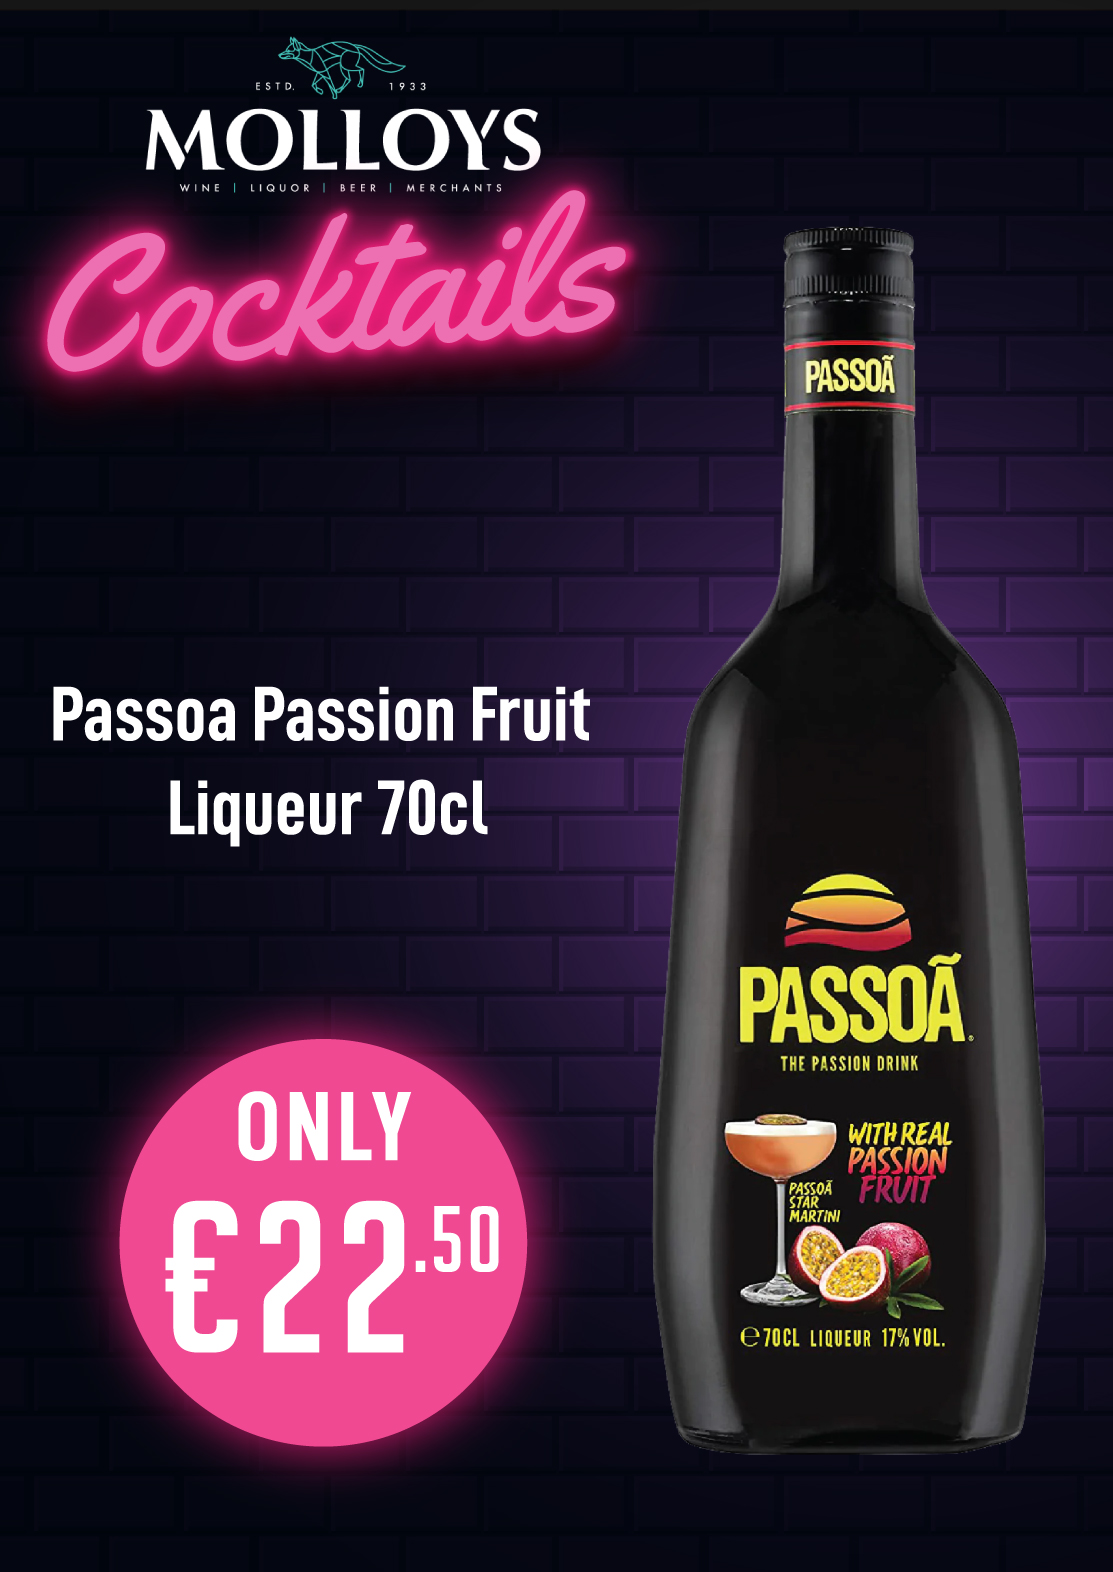 ESTD. 1933
MOLLOYS
WINE | LIQUOR | BEER | MERCHANTS
Cocktails
PASSOÃ
Passoa Passion Fruit
Liqueur 70cl
PASSOÃ®
THE PASSION DRINK
WITH REAL
PASSION
FRUIT
PASSOÃ
STAR
MARTINI
℮ 70CL LIQUEUR 17% VOL.
ONLY
€22.50